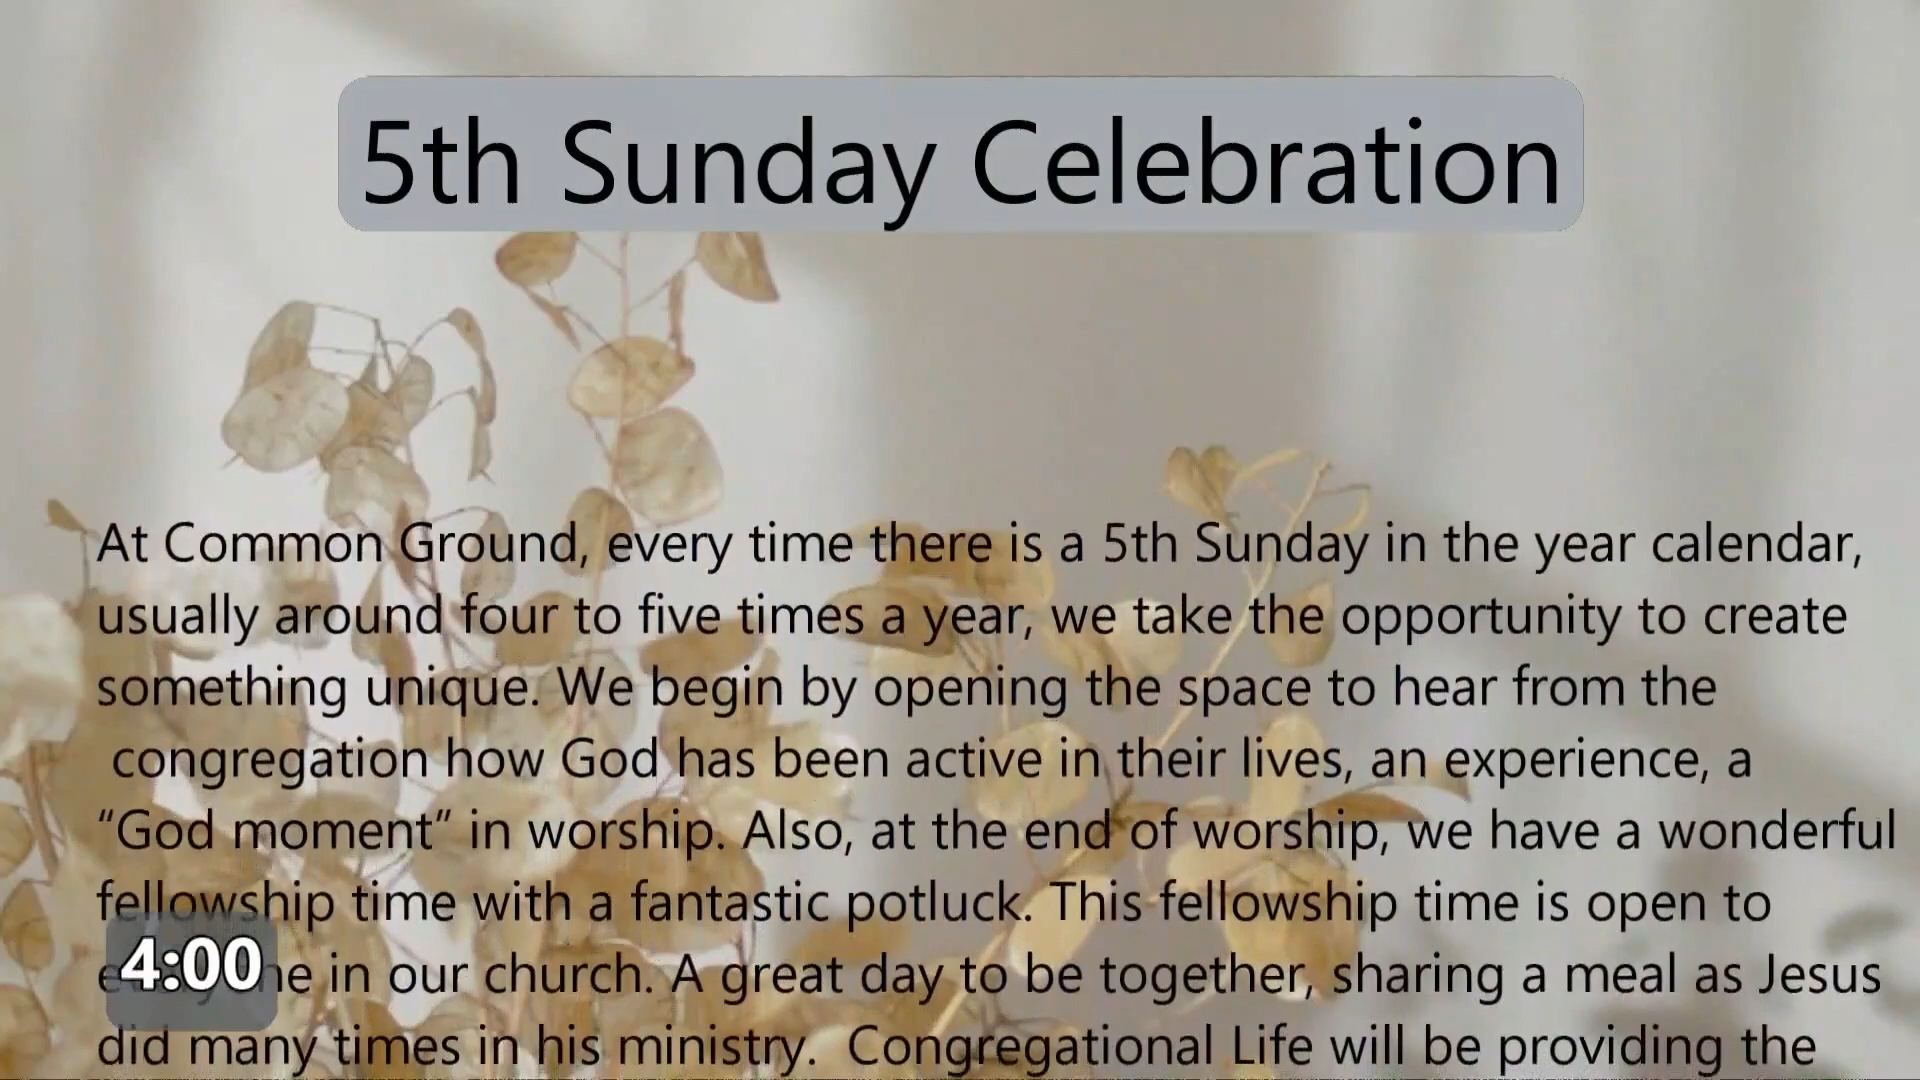 5th Sunday Celebration
At Common Ground, every time there is a 5th Sunday in the year calendar,
usually around four to five times a year, we take the opportunity to create
something unique. We begin by opening the space to hear from the
congregation how God has been active in their lives, an experience, a
“God moment” in worship. Also, at the end of worship, we have a wonderful
fellowship time with a fantastic potluck. This fellowship time is open to
in our church. A great day to be together, sharing a meal as Jesus
4:00
did many times in his ministry.  Congregational Life will be providing the